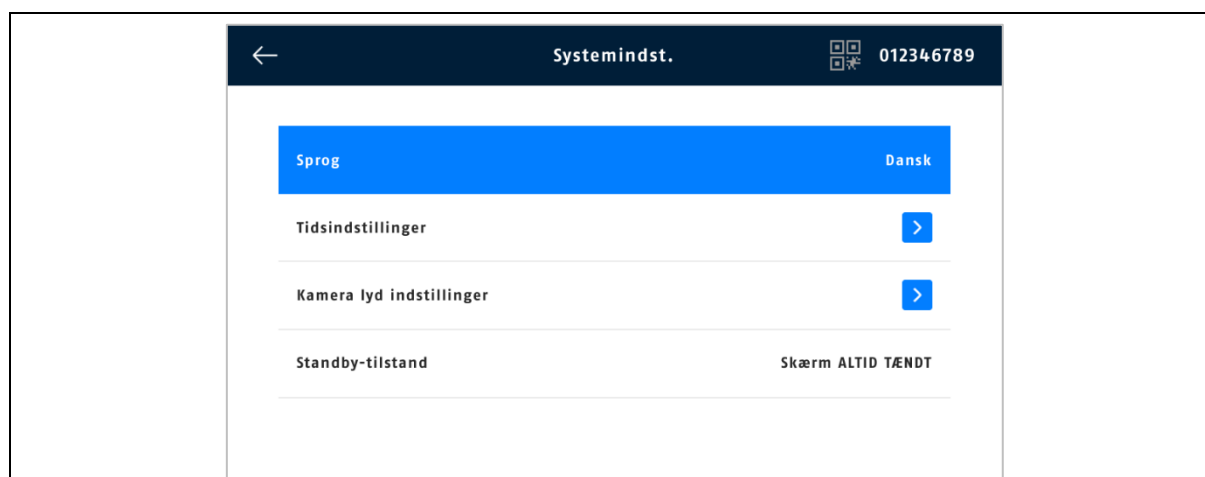 Systemindst. 012346789
Sprog Dansk
Tidsindstillinger
Kamera lyd indstillinger
Standby-tilstand Skærm ALTID TÆNDT